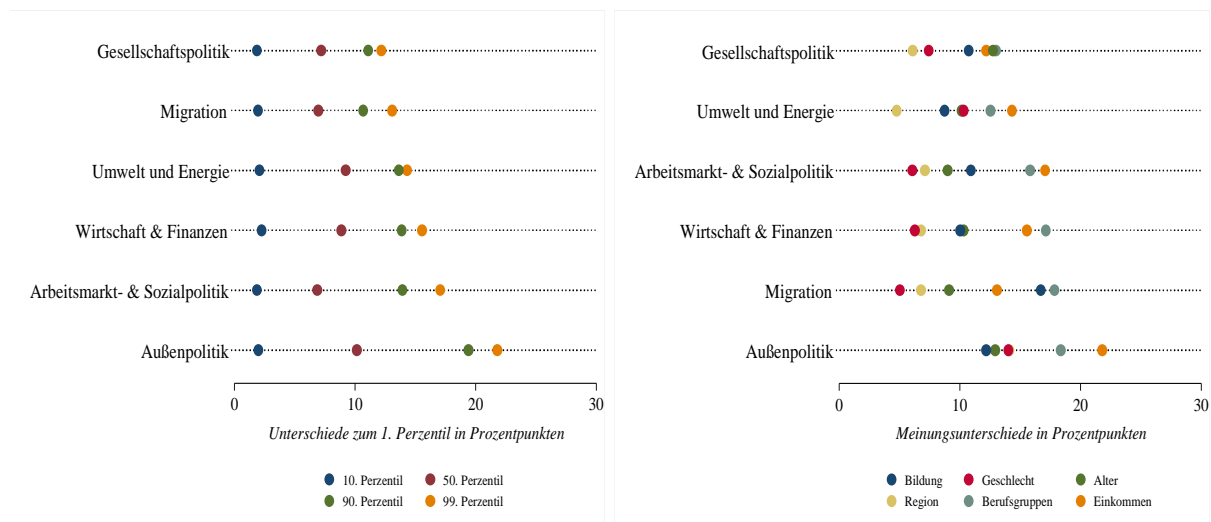 Gesellschaftspolitik
Migration
Umwelt und Energie
Wirtschaft & Finanzen
Arbeitsmarkt- & Sozialpolitik
Außenpolitik
0 10 20 30
Unterschiede zum 1. Perzentil in Prozentpunkten
10. Perzentil 50. Perzentil
90. Perzentil 99. Perzentil
Gesellschaftspolitik
Umwelt und Energie
Arbeitsmarkt- & Sozialpolitik
Wirtschaft & Finanzen
Migration
Außenpolitik
0 10 20 30
Meinungsunterschiede in Prozentpunkten
Bildung Geschlecht Alter
Region Berufsgruppen Einkommen